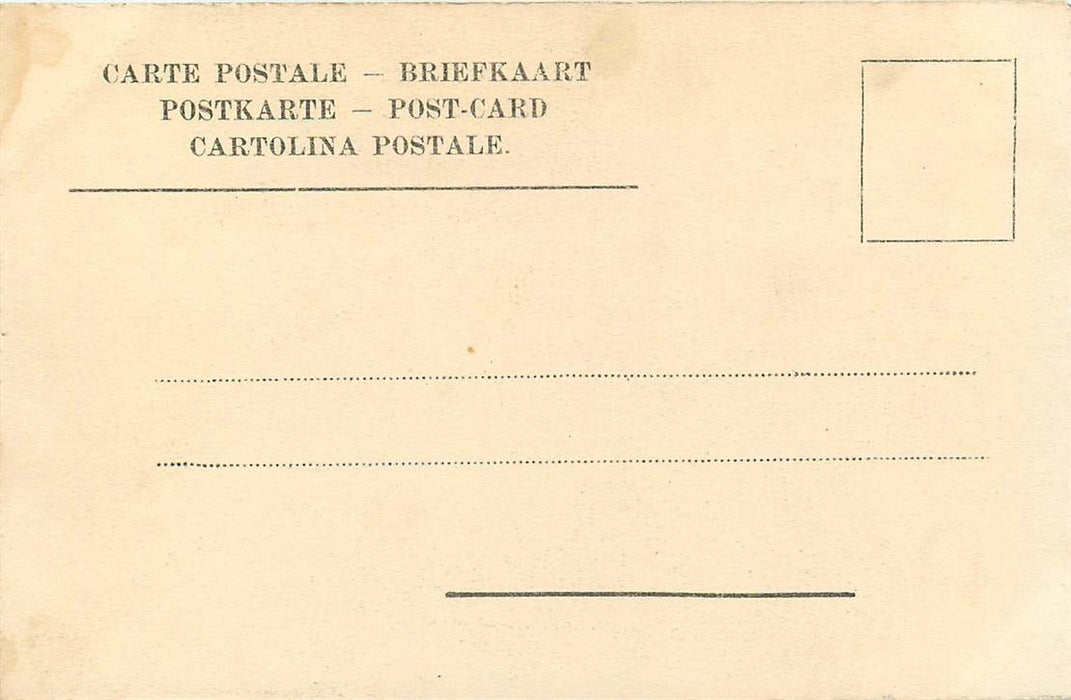 CARTE POSTALE – BRIEFKAART
POSTKARTE – POST-CARD
CARTOLINA POSTALE.